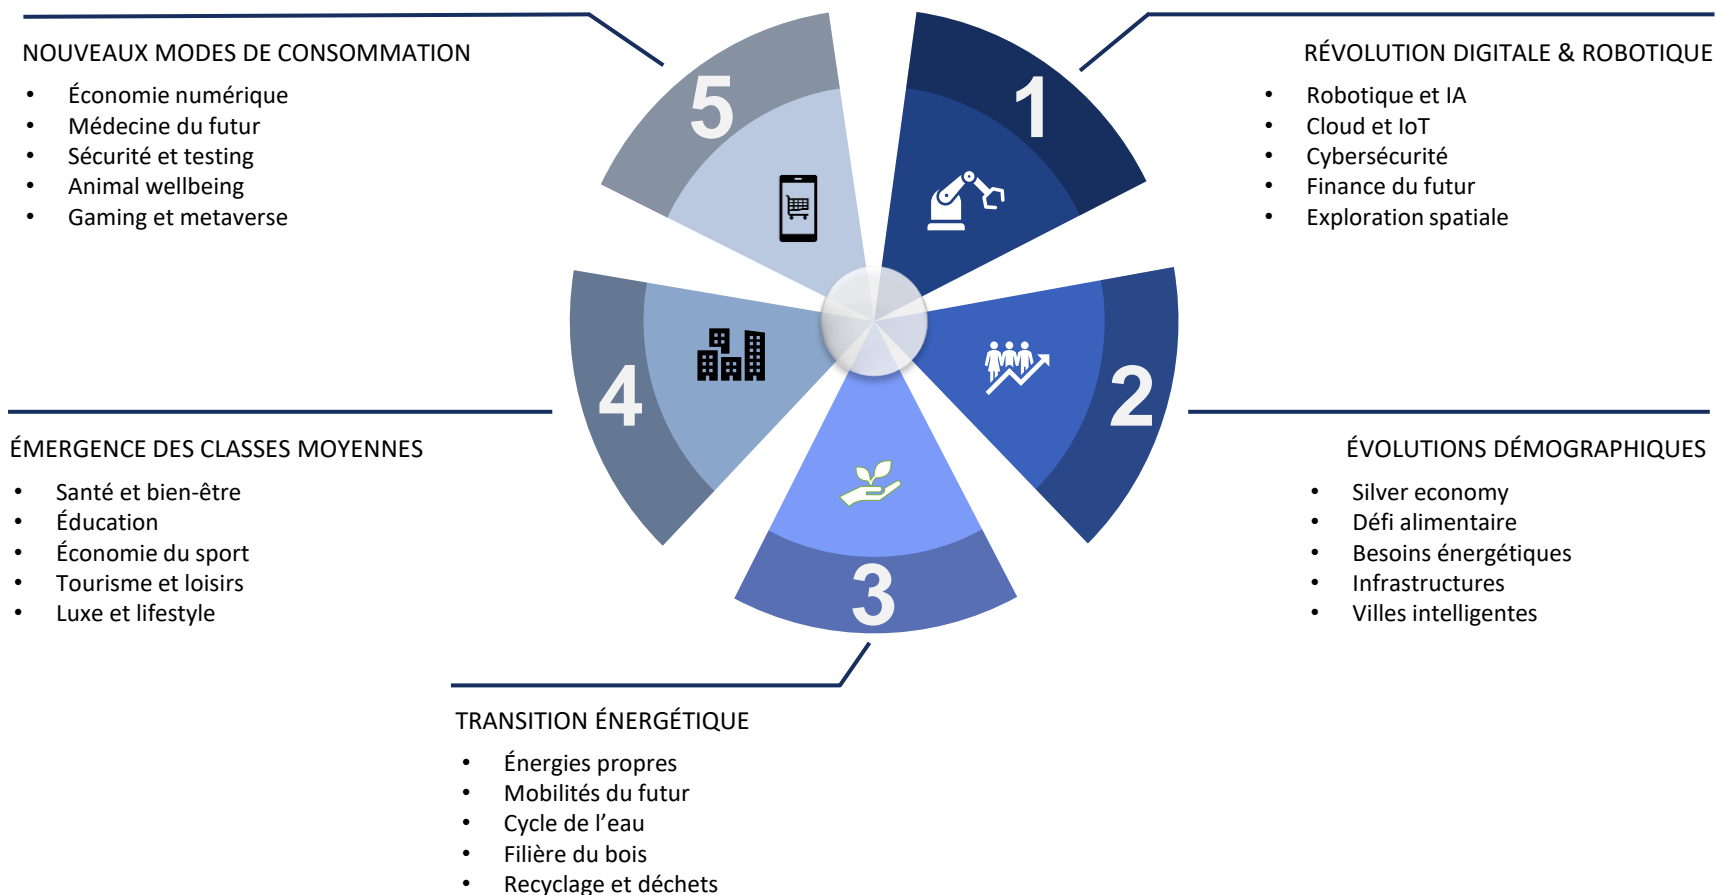 NOUVEAUX MODES DE CONSOMMATION
• Économie numérique
• Médecine du futur
• Sécurité et testing
• Animal wellbeing
• Gaming et metaverse
5
1
RÉVOLUTION DIGITALE & ROBOTIQUE
• Robotique et IA
• Cloud et IoT
• Cybersécurité
• Finance du futur
• Exploration spatiale
4
2
ÉMERGENCE DES CLASSES MOYENNES
• Santé et bien-être
• Éducation
• Économie du sport
• Tourisme et loisirs
• Luxe et lifestyle
ÉVOLUTIONS DÉMOGRAPHIQUES
• Silver economy
• Défi alimentaire
• Besoins énergétiques
• Infrastructures
• Villes intelligentes
3
TRANSITION ÉNERGÉTIQUE
• Énergies propres
• Mobilités du futur
• Cycle de l’eau
• Filière du bois
• Recyclage et déchets